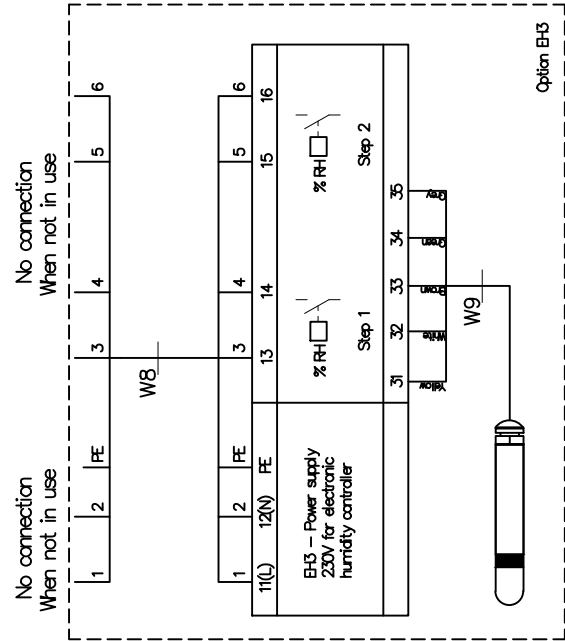 No connection
When not in use
No connection
When not in use
1 2 PE 3 4 5 6
W8
1 2 PE 3 4 5 6
11(L) 12(N) PE 13 14 15 16
EH3 - Power supply
230V for electronic
humidity controller
% RH
Step 1
% RH
Step 2
31 32 33 34 35
Yellow White Brown Green Grey
W9
Option EH3